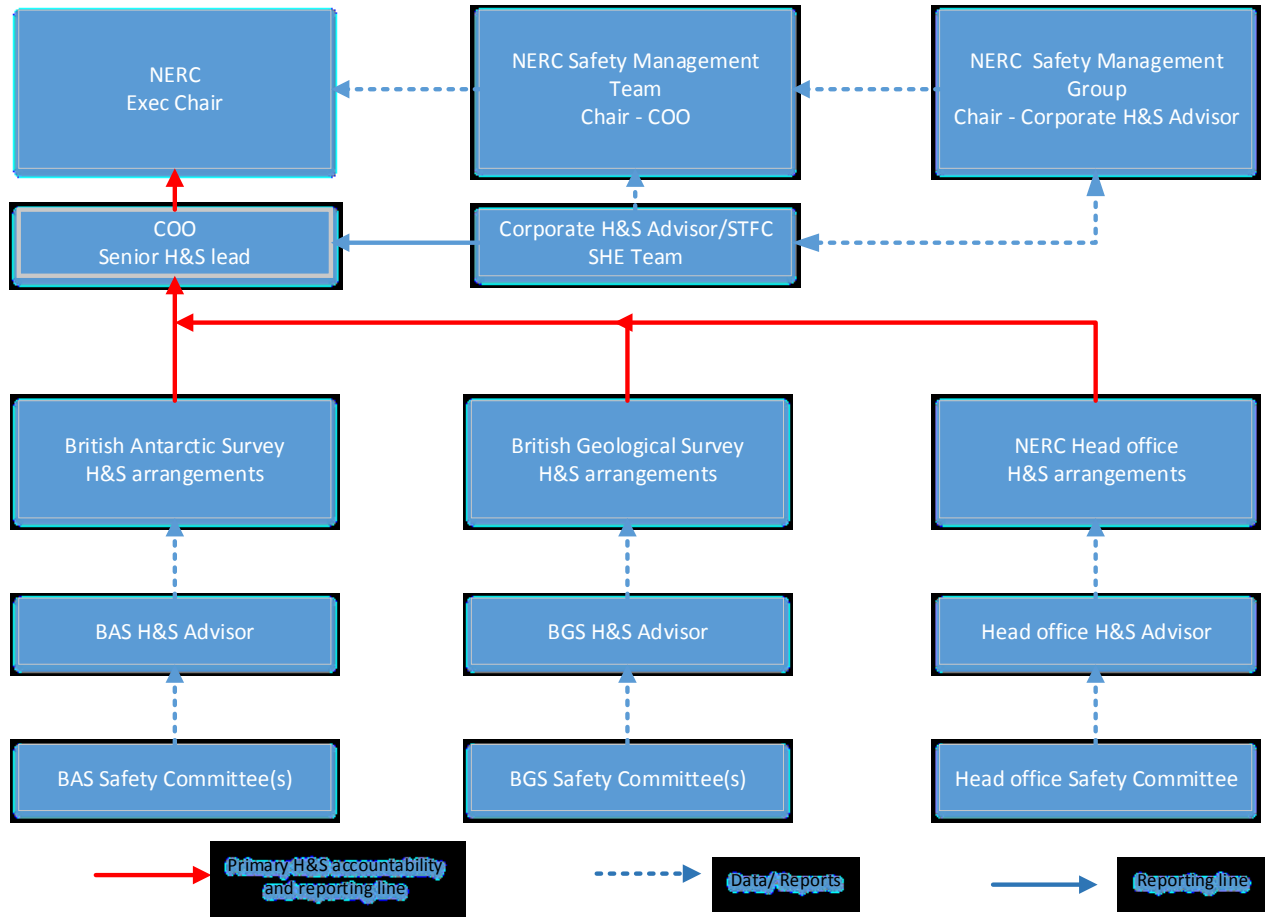 NERC
Exec Chair
NERC Safety Management
Team
Chair - COO
NERC Safety Management
Group
Chair - Corporate H&S Advisor
COO
Senior H&S lead
Corporate H&S Advisor/STFC
SHE Team
British Antarctic Survey
H&S arrangements
British Geological Survey
H&S arrangements
NERC Head office
H&S arrangements
BAS H&S Advisor
BGS H&S Advisor
Head office H&S Advisor
BAS Safety Committee(s)
BGS Safety Committee(s)
Head office Safety Committee
Primary H&S accountability
and reporting line
Data/ Reports
Reporting line